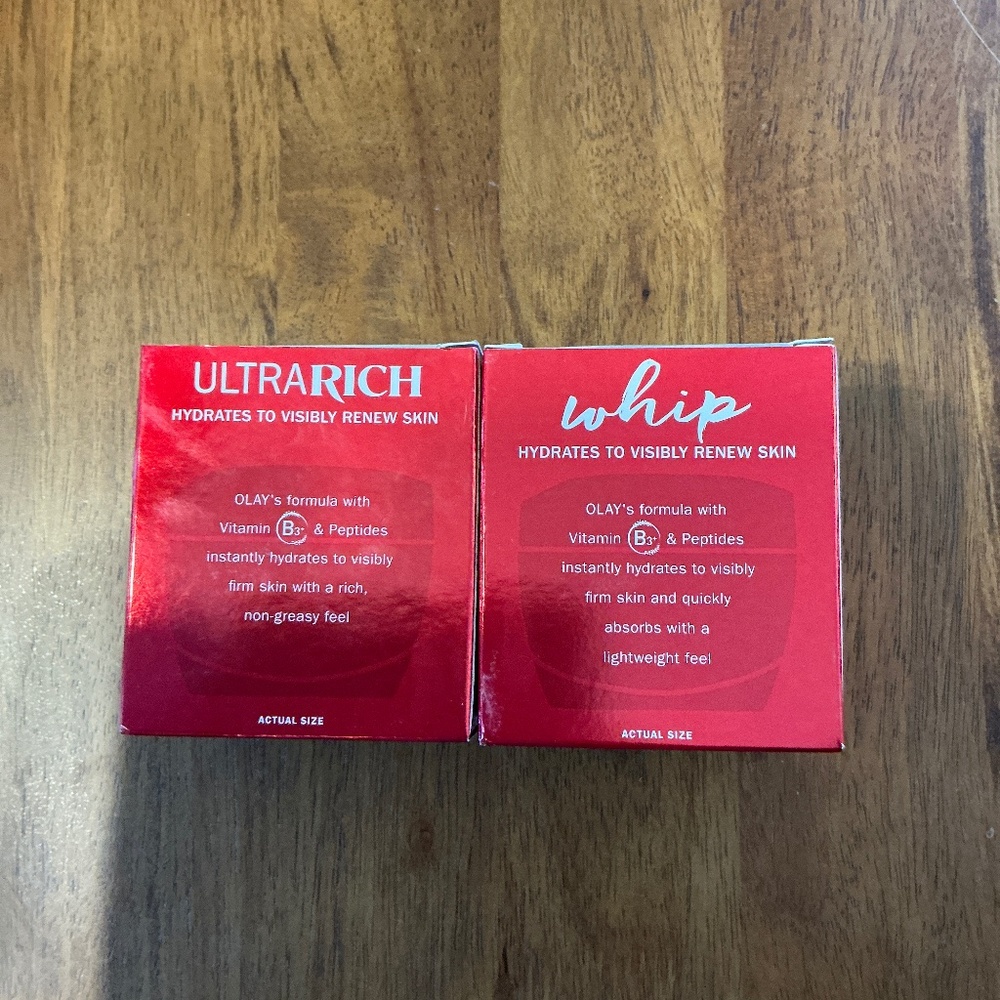 ULTRARICH
HYDRATES TO VISIBLY RENEW SKIN
OLAY's formula with
Vitamin B3+ & Peptides
instantly hydrates to visibly
firm skin with a rich,
non-greasy feel
ACTUAL SIZE
whip
HYDRATES TO VISIBLY RENEW SKIN
OLAY's formula with
Vitamin B3+ & Peptides
instantly hydrates to visibly
firm skin and quickly
absorbs with a
lightweight feel
ACTUAL SIZE